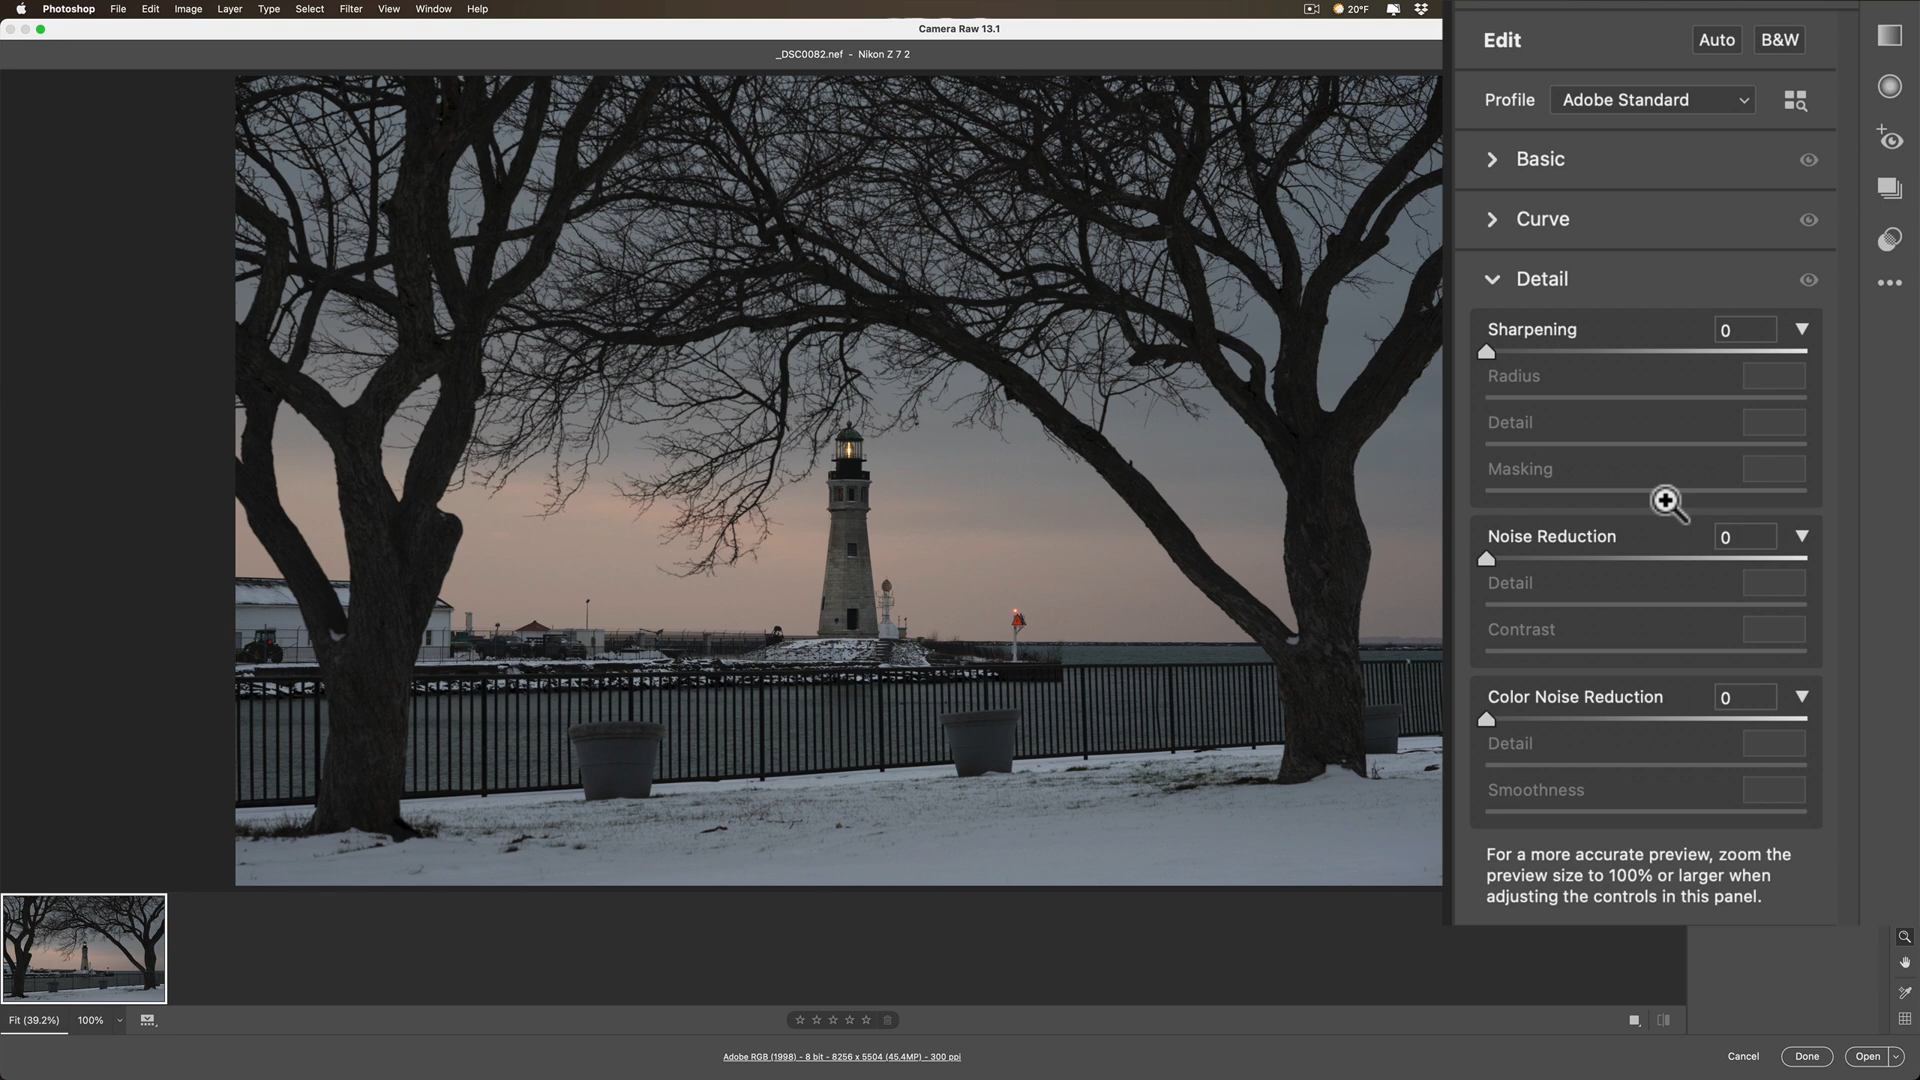 Photoshop File Edit Image Layer Type Select Filter View Window Help 20°F
Camera Raw 13.1
_DSC0082.nef - Nikon Z 7 2
Edit Auto B&W
Profile Adobe Standard
Basic
Curve
Detail
Sharpening 0
Radius
Detail
Masking
Noise Reduction 0
Detail
Contrast
Color Noise Reduction 0
Detail
Smoothness
For a more accurate preview, zoom the
preview size to 100% or larger when
adjusting the controls in this panel.
Fit (39.2%) 100%
Adobe RGB (1998) - 8 bit - 8256 x 5504 (45.4MP) - 300 ppi
Cancel Done Open